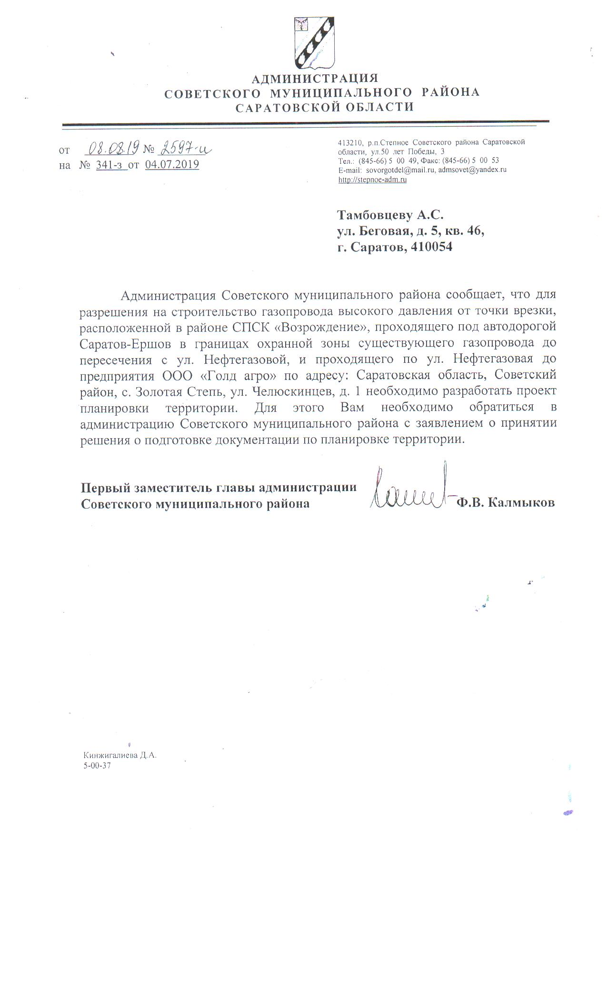 АДМИНИСТРАЦИЯ
СОВЕТСКОГО МУНИЦИПАЛЬНОГО РАЙОНА
САРАТОВСКОЙ ОБЛАСТИ
от 08.08.19 № 2597-и
на № 341-з от 04.07.2019
413210, р.п.Степное Советского района Саратовской
области, ул.50 лет Победы, 3
Тел.: (845-66) 5 00 49, Факс: (845-66) 5 00 53
E-mail: sovorgotdel@mail.ru, admsovet@yandex.ru
http://stepnoe-adm.ru
Тамбовцеву А.С.
ул. Беговая, д. 5, кв. 46,
г. Саратов, 410054
Администрация Советского муниципального района сообщает, что для
разрешения на строительство газопровода высокого давления от точки врезки,
расположенной в районе СПСК «Возрождение», проходящего под автодорогой
Саратов-Ершов в границах охранной зоны существующего газопровода до
пересечения с ул. Нефтегазовой, и проходящего по ул. Нефтегазовая до
предприятия ООО «Голд агро» по адресу: Саратовская область, Советский
район, с. Золотая Степь, ул. Челюскинцев, д. 1 необходимо разработать проект
планировки территории. Для этого Вам необходимо обратиться в
администрацию Советского муниципального района с заявлением о принятии
решения о подготовке документации по планировке территории.
Первый заместитель главы администрации
Советского муниципального района Ф.В. Калмыков
Кинжигалиева Д.А.
5-00-37